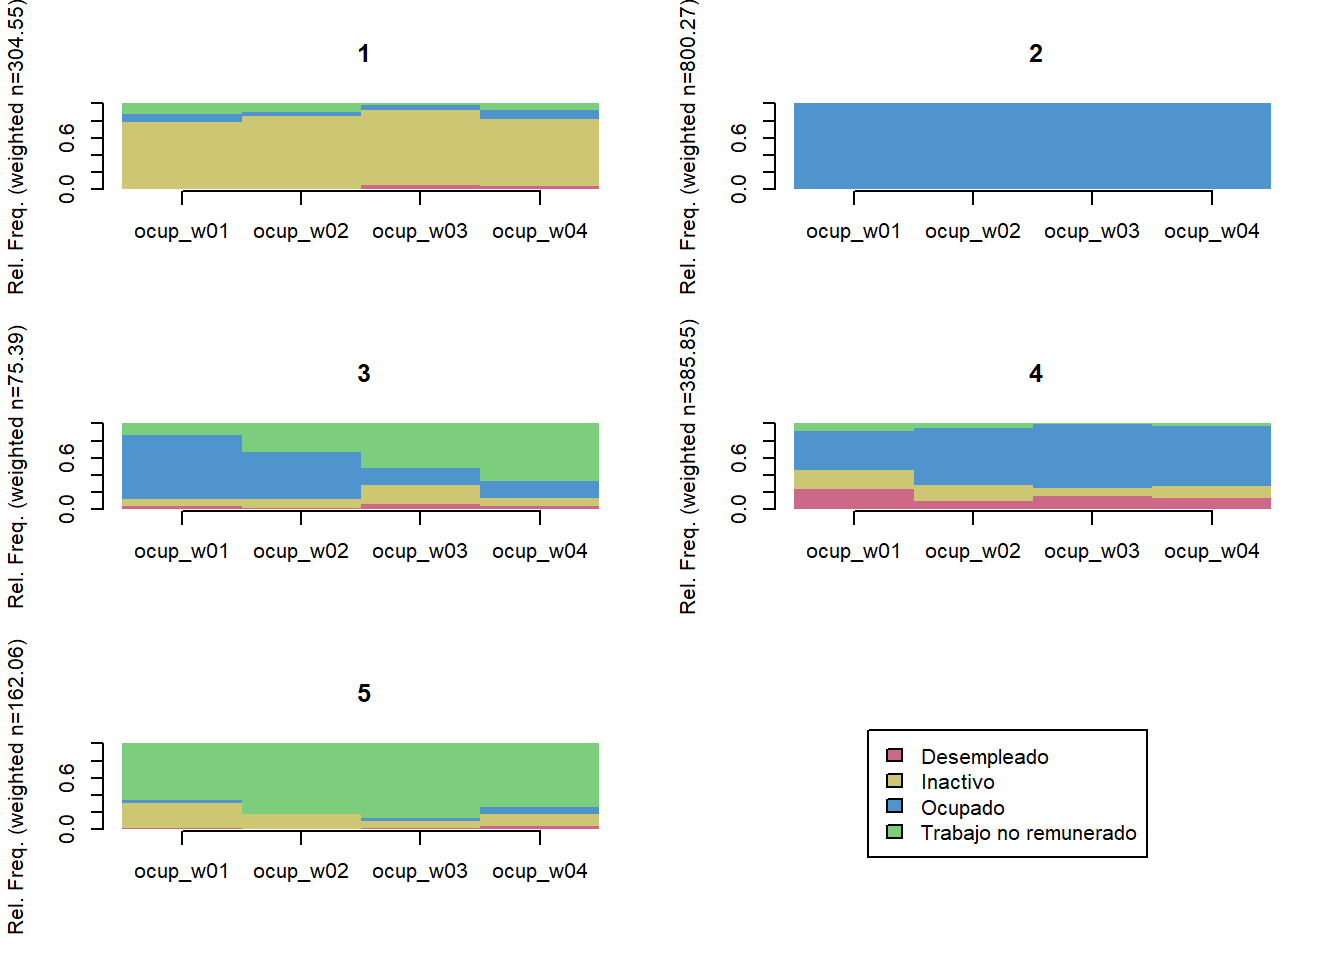 1
Rel. Freq. (weighted n=304.55)
0.0 0.6
ocup_w01 ocup_w02 ocup_w03 ocup_w04
2
Rel. Freq. (weighted n=800.27)
0.0 0.6
ocup_w01 ocup_w02 ocup_w03 ocup_w04
3
Rel. Freq. (weighted n=75.39)
0.0 0.6
ocup_w01 ocup_w02 ocup_w03 ocup_w04
4
Rel. Freq. (weighted n=385.85)
0.0 0.6
ocup_w01 ocup_w02 ocup_w03 ocup_w04
5
Rel. Freq. (weighted n=162.06)
0.0 0.6
ocup_w01 ocup_w02 ocup_w03 ocup_w04
Desempleado
Inactivo
Ocupado
Trabajo no remunerado